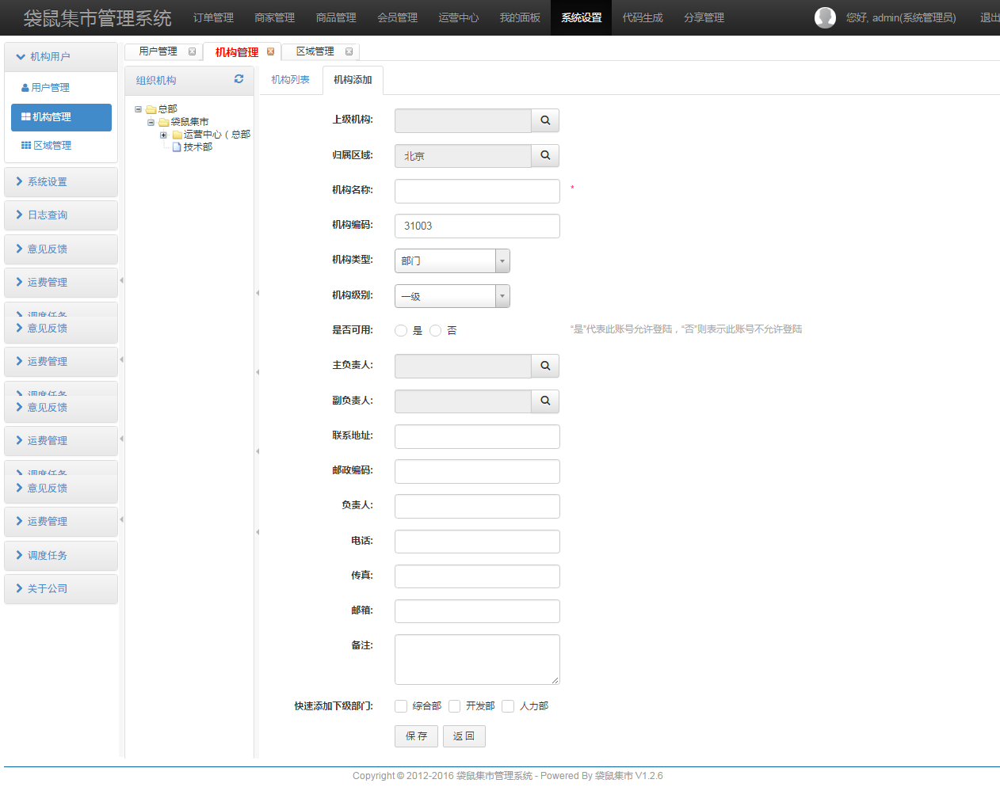 袋鼠集市管理系统 订单管理 商家管理 商品管理 会员管理 运营中心 我的面板 系统设置 代码生成 分享管理 您好, admin(系统管理员) 退出
机构用户
用户管理
机构管理
区域管理
系统设置
日志查询
意见反馈
运费管理
调度任务
意见反馈
运费管理
调度任务
意见反馈
运费管理
调度任务
意见反馈
运费管理
调度任务
关于公司
用户管理 机构管理 区域管理
组织机构
总部
袋鼠集市
运营中心（总部
技术部
机构列表 机构添加
上级机构:
归属区域: 北京
机构名称: *
机构编码: 31003
机构类型: 部门
机构级别: 一级
是否可用: 是 否 “是”代表此账号允许登陆，“否”则表示此账号不允许登陆
主负责人:
副负责人:
联系地址:
邮政编码:
负责人:
电话:
传真:
邮箱:
备注:
快速添加下级部门: 综合部 开发部 人力部
保 存 返 回
Copyright © 2012-2016 袋鼠集市管理系统 - Powered By 袋鼠集市 V1.2.6